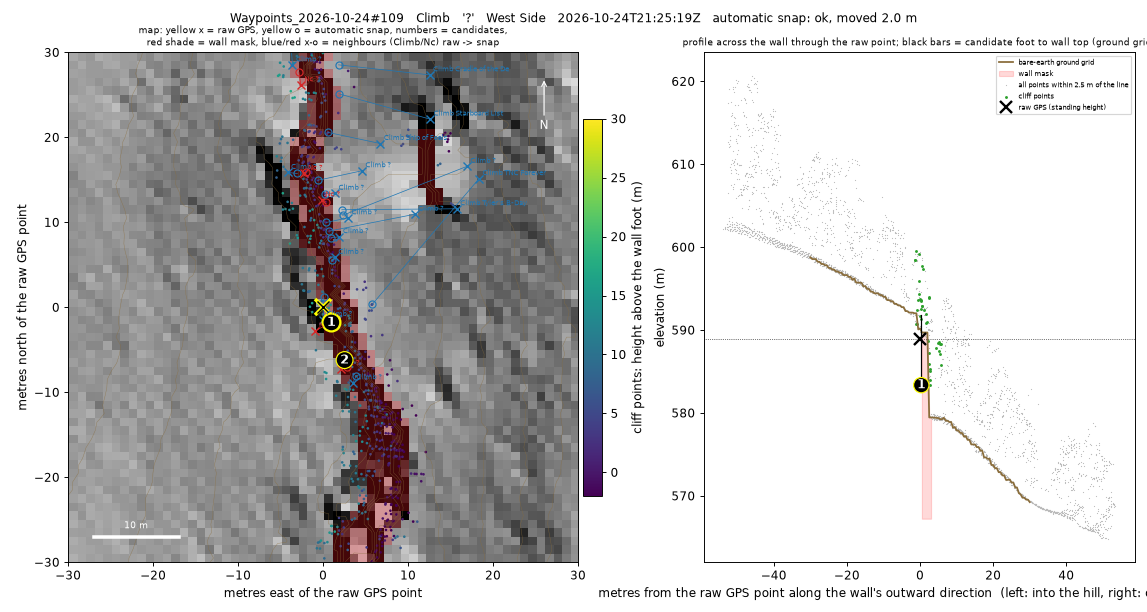 Waypoints_2026-10-24#109 Climb '?' West Side 2026-10-24T21:25:19Z automatic snap: ok, moved 2.0 m
map: yellow x = raw GPS, yellow o = automatic snap, numbers = candidates,
red shade = wall mask, blue/red x-o = neighbours (Climb/Nc) raw -> snap
profile across the wall through the raw point; black bars = candidate foot to wall top (ground gri
30
20
10
0
−10
−20
−30
metres north of the raw GPS point
−30
−20
−10
0
10
20
30
metres east of the raw GPS point
N
10 m
1
2
Climb ?
Climb ?
Climb ?
Climb ?
Climb ?
30
25
20
15
10
5
0
cliff points: height above the wall foot (m)
620
610
600
590
580
570
elevation (m)
bare-earth ground grid
wall mask
all points within 2.5 m of the line
cliff points
raw GPS (standing height)
1
−40
−20
0
20
40
metres from the raw GPS point along the wall's outward direction (left: into the hill, right: